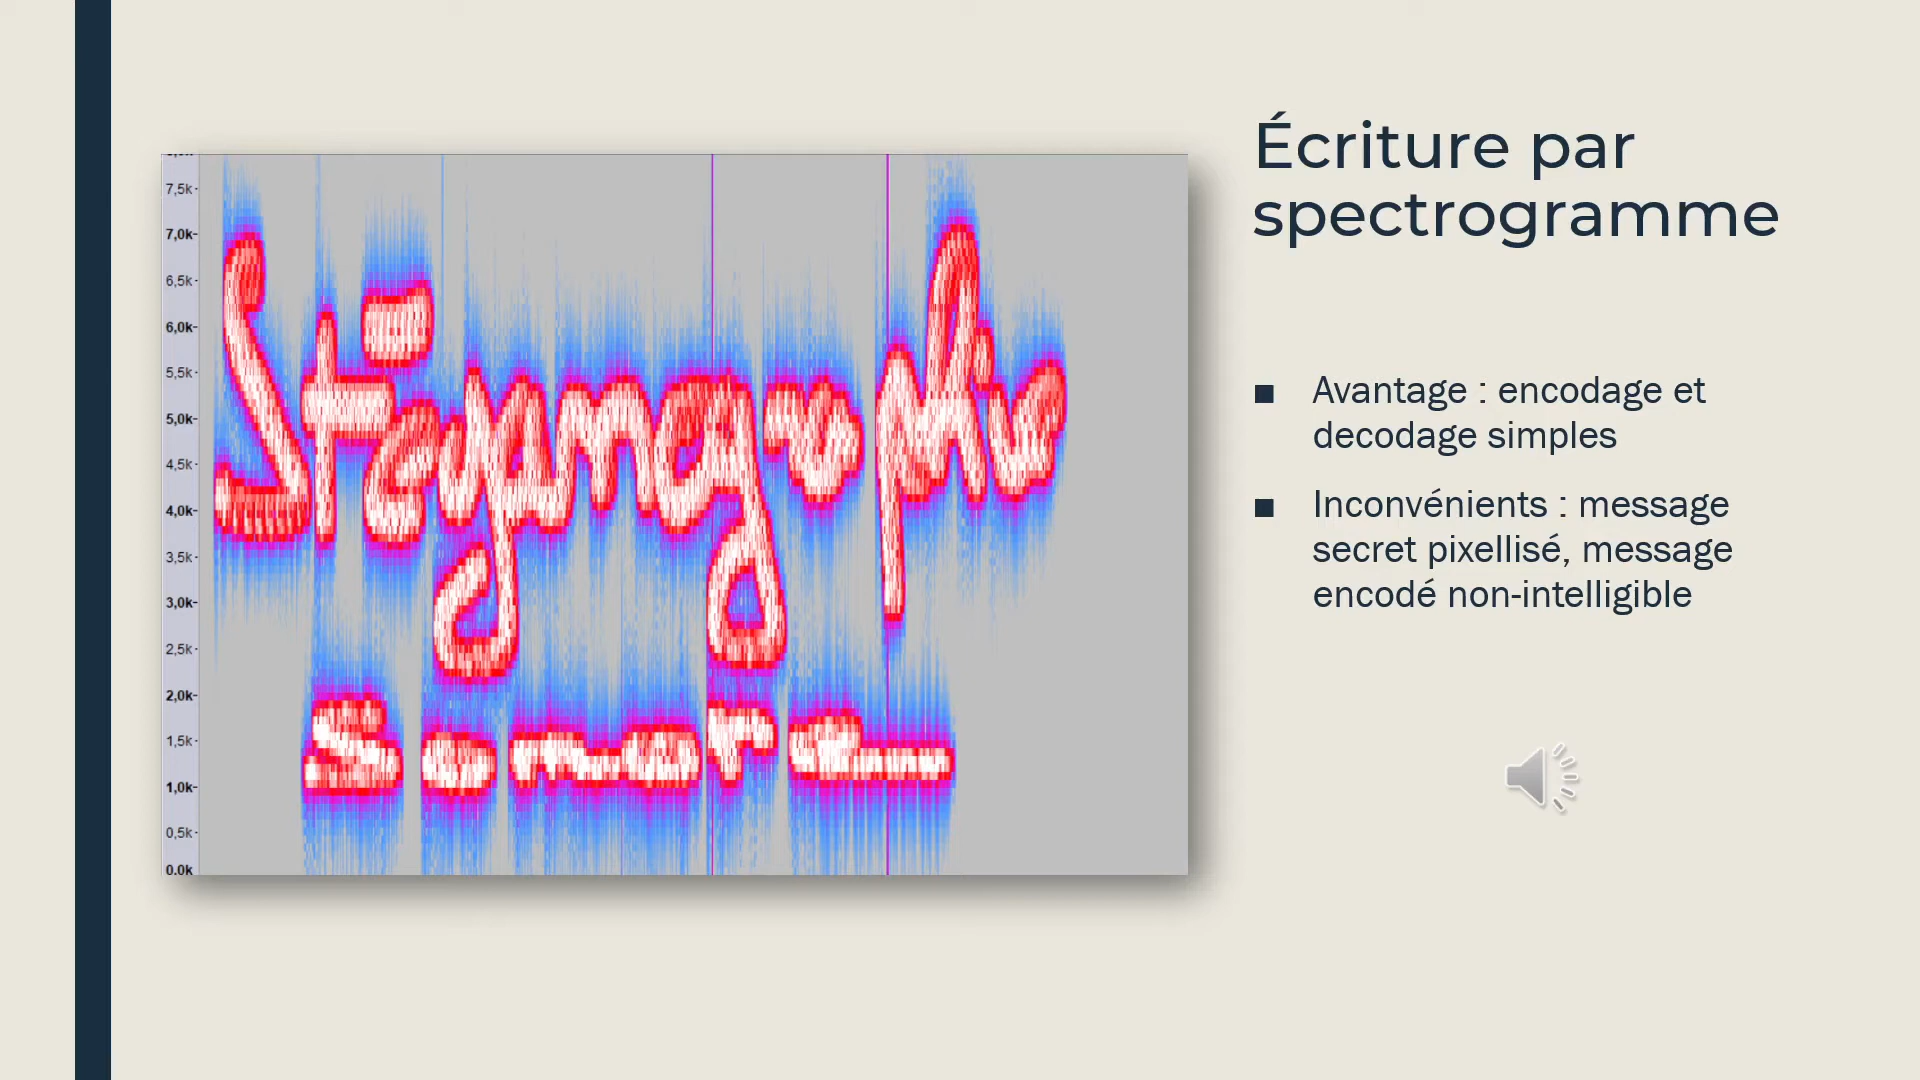 Écriture par
spectrogramme
7,5k
7,0k
6,5k
6,0k
5,5k
5,0k
4,5k
4,0k
3,5k
3,0k
2,5k
2,0k
1,5k
1,0k
0,5k
0.0k
■ Avantage : encodage et
decodage simples
■ Inconvénients : message
secret pixellisé, message
encodé non-intelligible